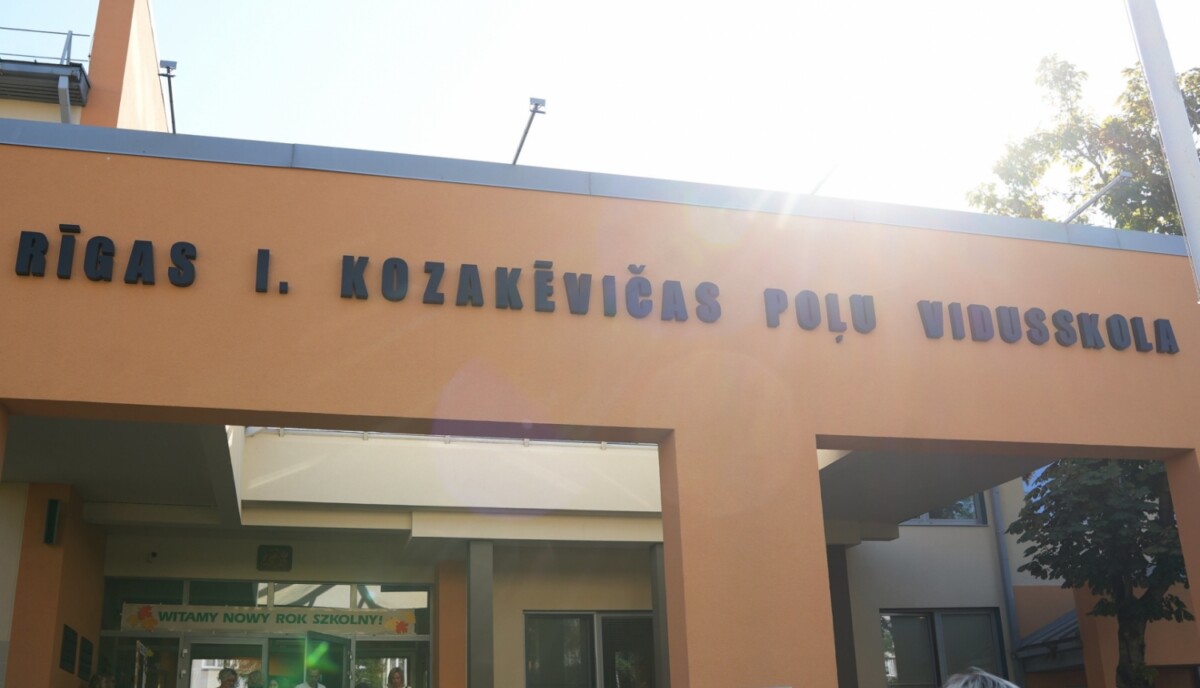 RĪGAS I. KOZAKĒVIČAS POĻU VIDUSSKOLA
WITAMY NOWY ROK SZKOLNY!